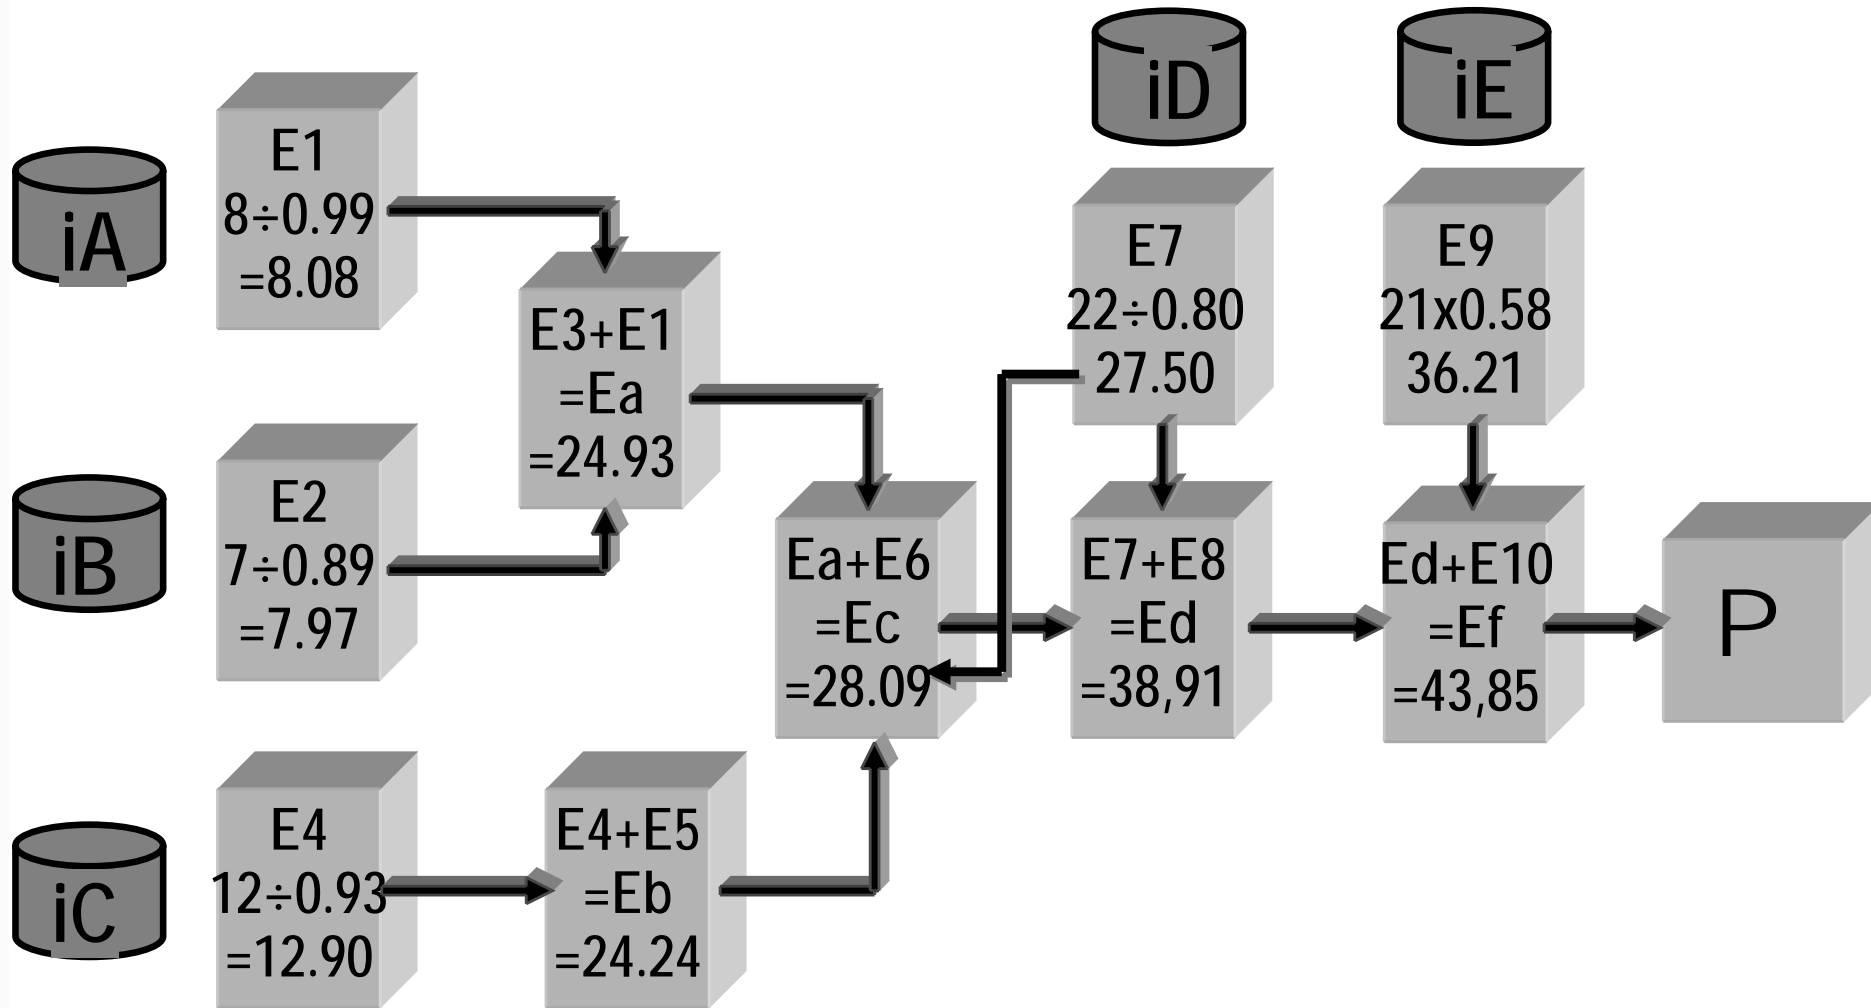 iA
E1
8÷0.99
=8.08
iB
E2
7÷0.89
=7.97
iC
E4
12÷0.93
=12.90
E3+E1
=Ea
=24.93
E4+E5
=Eb
=24.24
Ea+E6
=Ec
=28.09
iD
E7
22÷0.80
27.50
E7+E8
=Ed
=38,91
iE
E9
21x0.58
36.21
Ed+E10
=Ef
=43,85
P